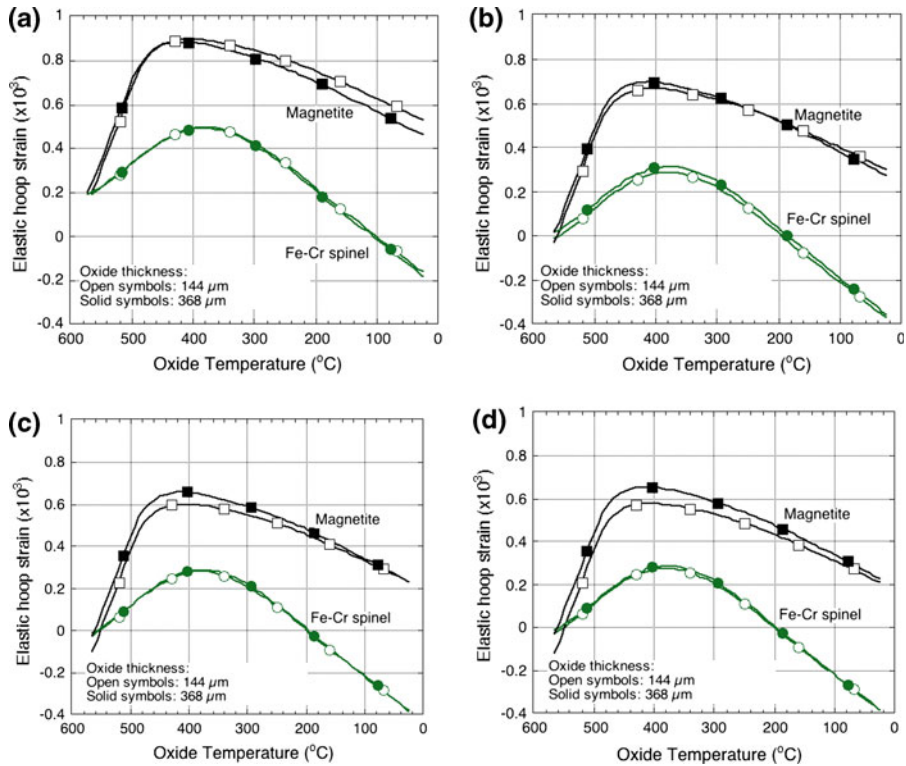 (a)
Elastic hoop strain (x10³)
1
0.8
0.6
0.4
0.2
0
-0.2
-0.4
Magnetite
Fe-Cr spinel
Oxide thickness:
Open symbols: 144 µm
Solid symbols: 368 µm
600 500 400 300 200 100 0
Oxide Temperature (°C)
(b)
Elastic hoop strain (x10³)
1
0.8
0.6
0.4
0.2
0
-0.2
-0.4
Magnetite
Fe-Cr spinel
Oxide thickness:
Open symbols: 144 µm
Solid symbols: 368 µm
600 500 400 300 200 100 0
Oxide Temperature (°C)
(c)
Elastic hoop strain (x10³)
1
0.8
0.6
0.4
0.2
0
-0.2
-0.4
Magnetite
Fe-Cr spinel
Oxide thickness:
Open symbols: 144 µm
Solid symbols: 368 µm
600 500 400 300 200 100 0
Oxide Temperature (°C)
(d)
Elastic hoop strain (x10³)
1
0.8
0.6
0.4
0.2
0
-0.2
-0.4
Magnetite
Fe-Cr spinel
Oxide thickness:
Open symbols: 144 µm
Solid symbols: 368 µm
600 500 400 300 200 100 0
Oxide Temperature (°C)